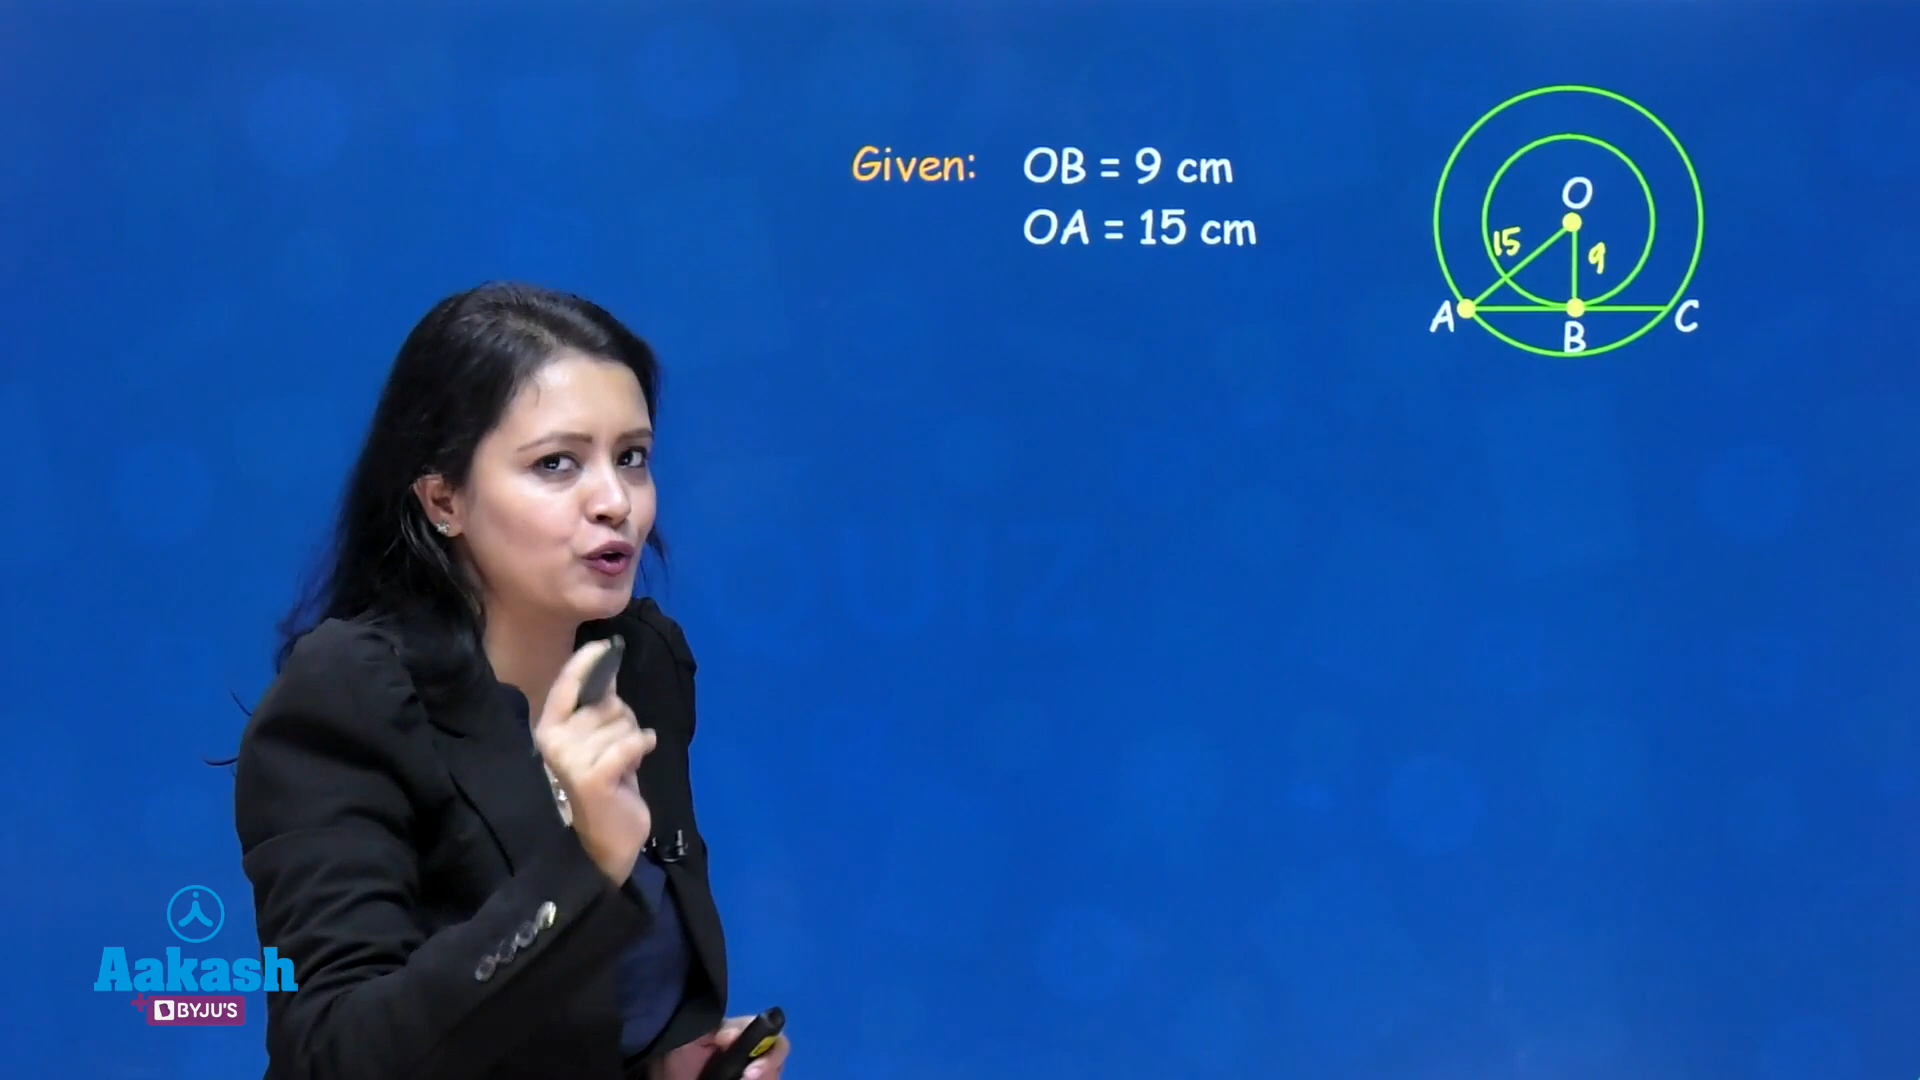 Given: OB = 9 cm
OA = 15 cm
O
15
9
A
B
C
Aakash
+ BYJU'S